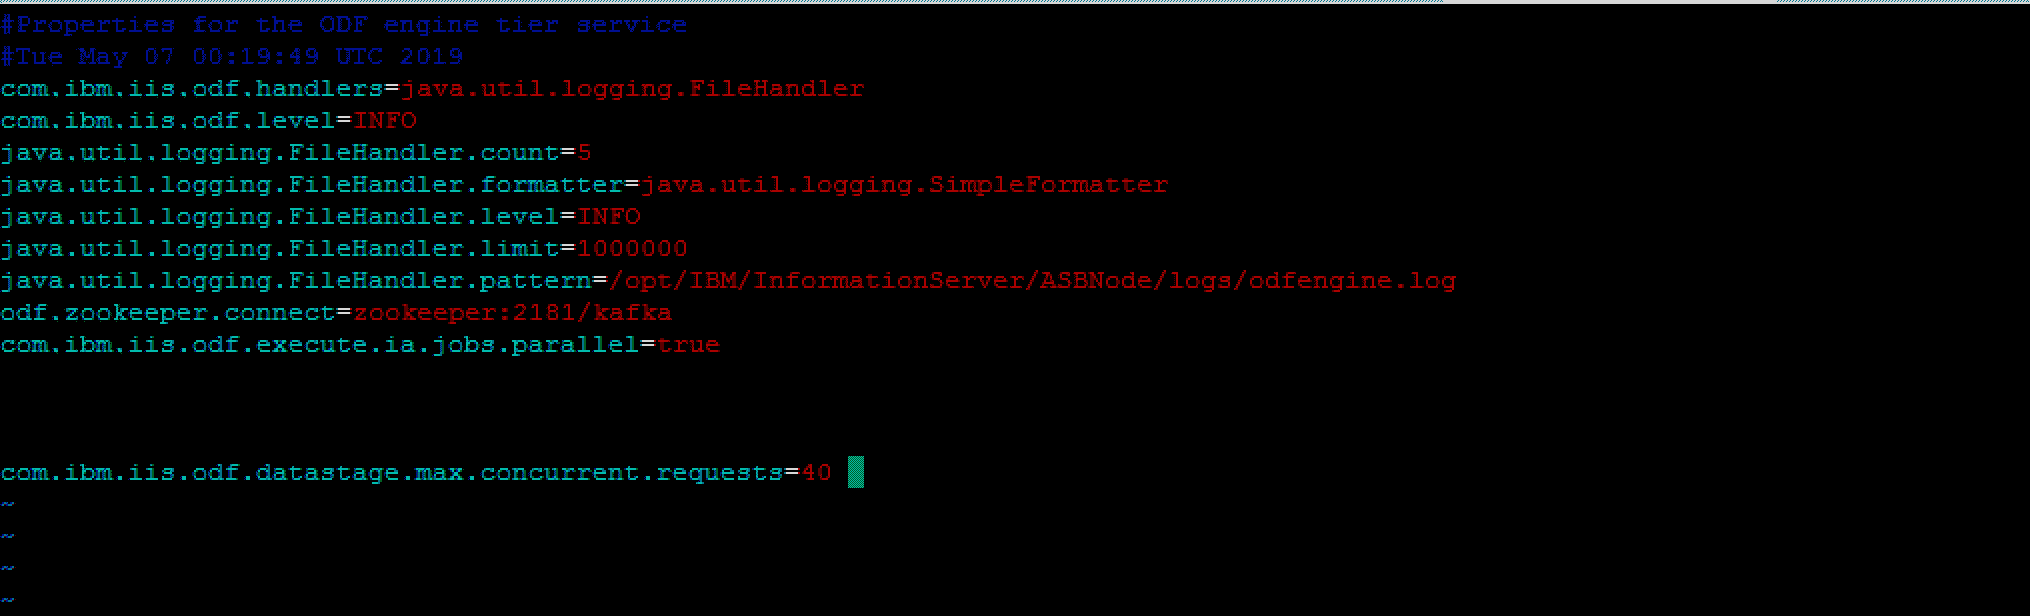 #Properties for the ODF engine tier service
#Tue May 07 00:19:49 UTC 2019
com.ibm.iis.odf.handlers=java.util.logging.FileHandler
com.ibm.iis.odf.level=INFO
java.util.logging.FileHandler.count=5
java.util.logging.FileHandler.formatter=java.util.logging.SimpleFormatter
java.util.logging.FileHandler.level=INFO
java.util.logging.FileHandler.limit=1000000
java.util.logging.FileHandler.pattern=/opt/IBM/InformationServer/ASBNode/logs/odfengine.log
odf.zookeeper.connect=zookeeper:2181/kafka
com.ibm.iis.odf.execute.ia.jobs.parallel=true
com.ibm.iis.odf.datastage.max.concurrent.requests=40
~
~
~
~